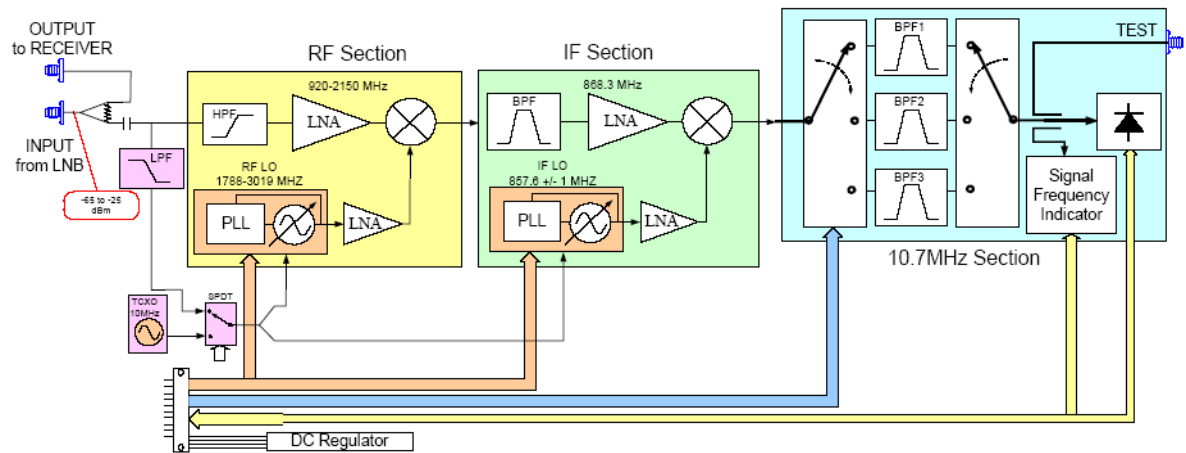 OUTPUT
to RECEIVER
INPUT
from LNB
-65 to -25
dBm
LPF
TCXO
10MHz
SPDT
RF Section
920-2150 MHz
HPF
LNA
RF LO
1788-3019 MHZ
PLL
LNA
IF Section
868.3 MHz
BPF
LNA
IF LO
857.6 +/- 1 MHZ
PLL
LNA
BPF1
BPF2
BPF3
TEST
Signal
Frequency
Indicator
10.7MHz Section
DC Regulator